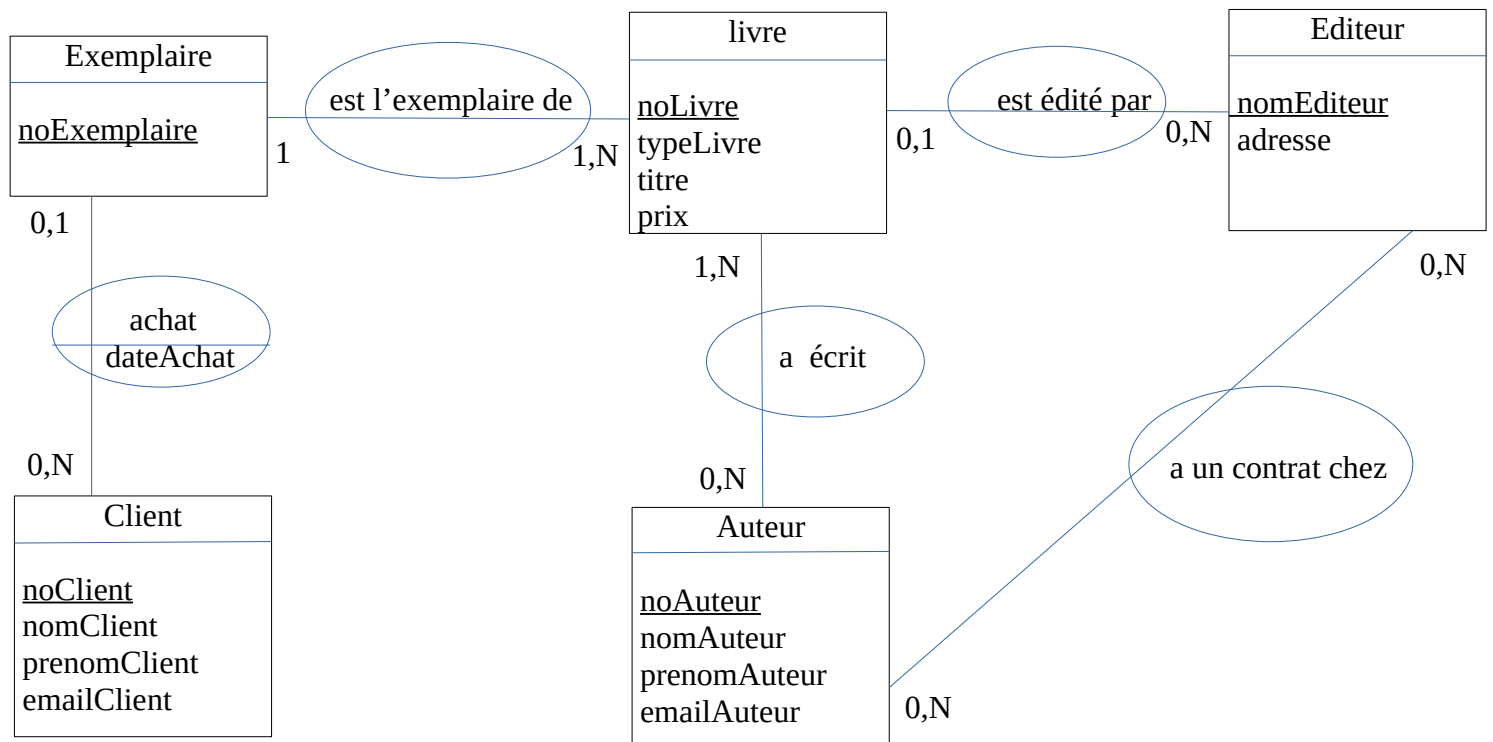 Exemplaire
noExemplaire
est l’exemplaire de
1
1,N
livre
noLivre
typeLivre
titre
prix
est édité par
0,1
0,N
Editeur
nomEditeur
adresse
0,1
achat
dateAchat
0,N
1,N
a écrit
0,N
0,N
a un contrat chez
0,N
Client
noClient
nomClient
prenomClient
emailClient
Auteur
noAuteur
nomAuteur
prenomAuteur
emailAuteur